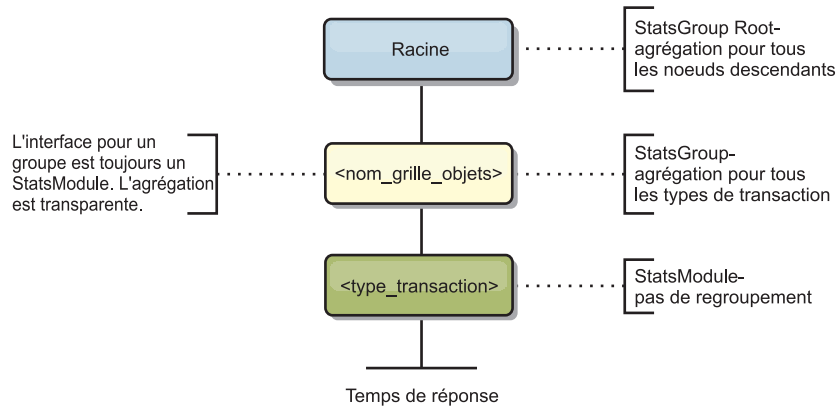 Racine
StatsGroup Root-
agrégation pour tous
les noeuds descendants
L'interface pour un
groupe est toujours un
StatsModule. L'agrégation
est transparente.
<nom_grille_objets>
StatsGroup-
agrégation pour tous
les types de transaction
<type_transaction>
StatsModule-
pas de regroupement
Temps de réponse